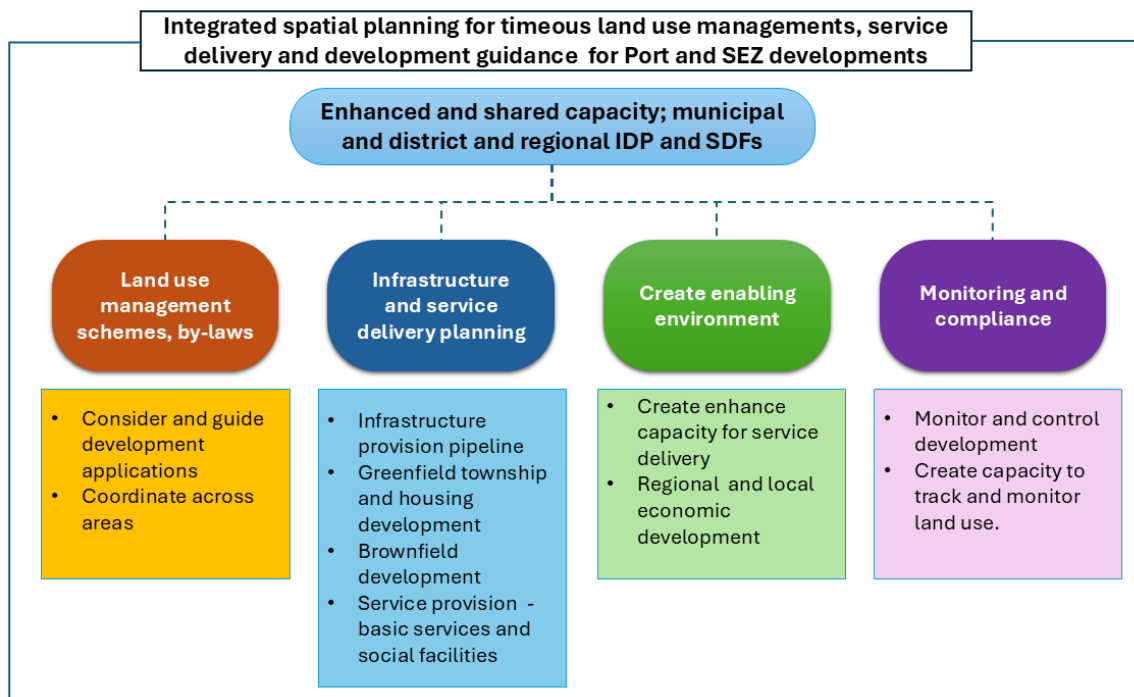 Integrated spatial planning for timeous land use managements, service
delivery and development guidance for Port and SEZ developments
Enhanced and shared capacity; municipal
and district and regional IDP and SDFs
Land use
management
schemes, by-laws
Infrastructure
and service
delivery planning
Create enabling
environment
Monitoring and
compliance
• Consider and guide
development
applications
• Coordinate across
areas
• Infrastructure
provision pipeline
• Greenfield township
and housing
development
• Brownfield
development
• Service provision -
basic services and
social facilities
• Create enhance
capacity for service
delivery
• Regional and local
economic
development
• Monitor and control
development
• Create capacity to
track and monitor
land use.